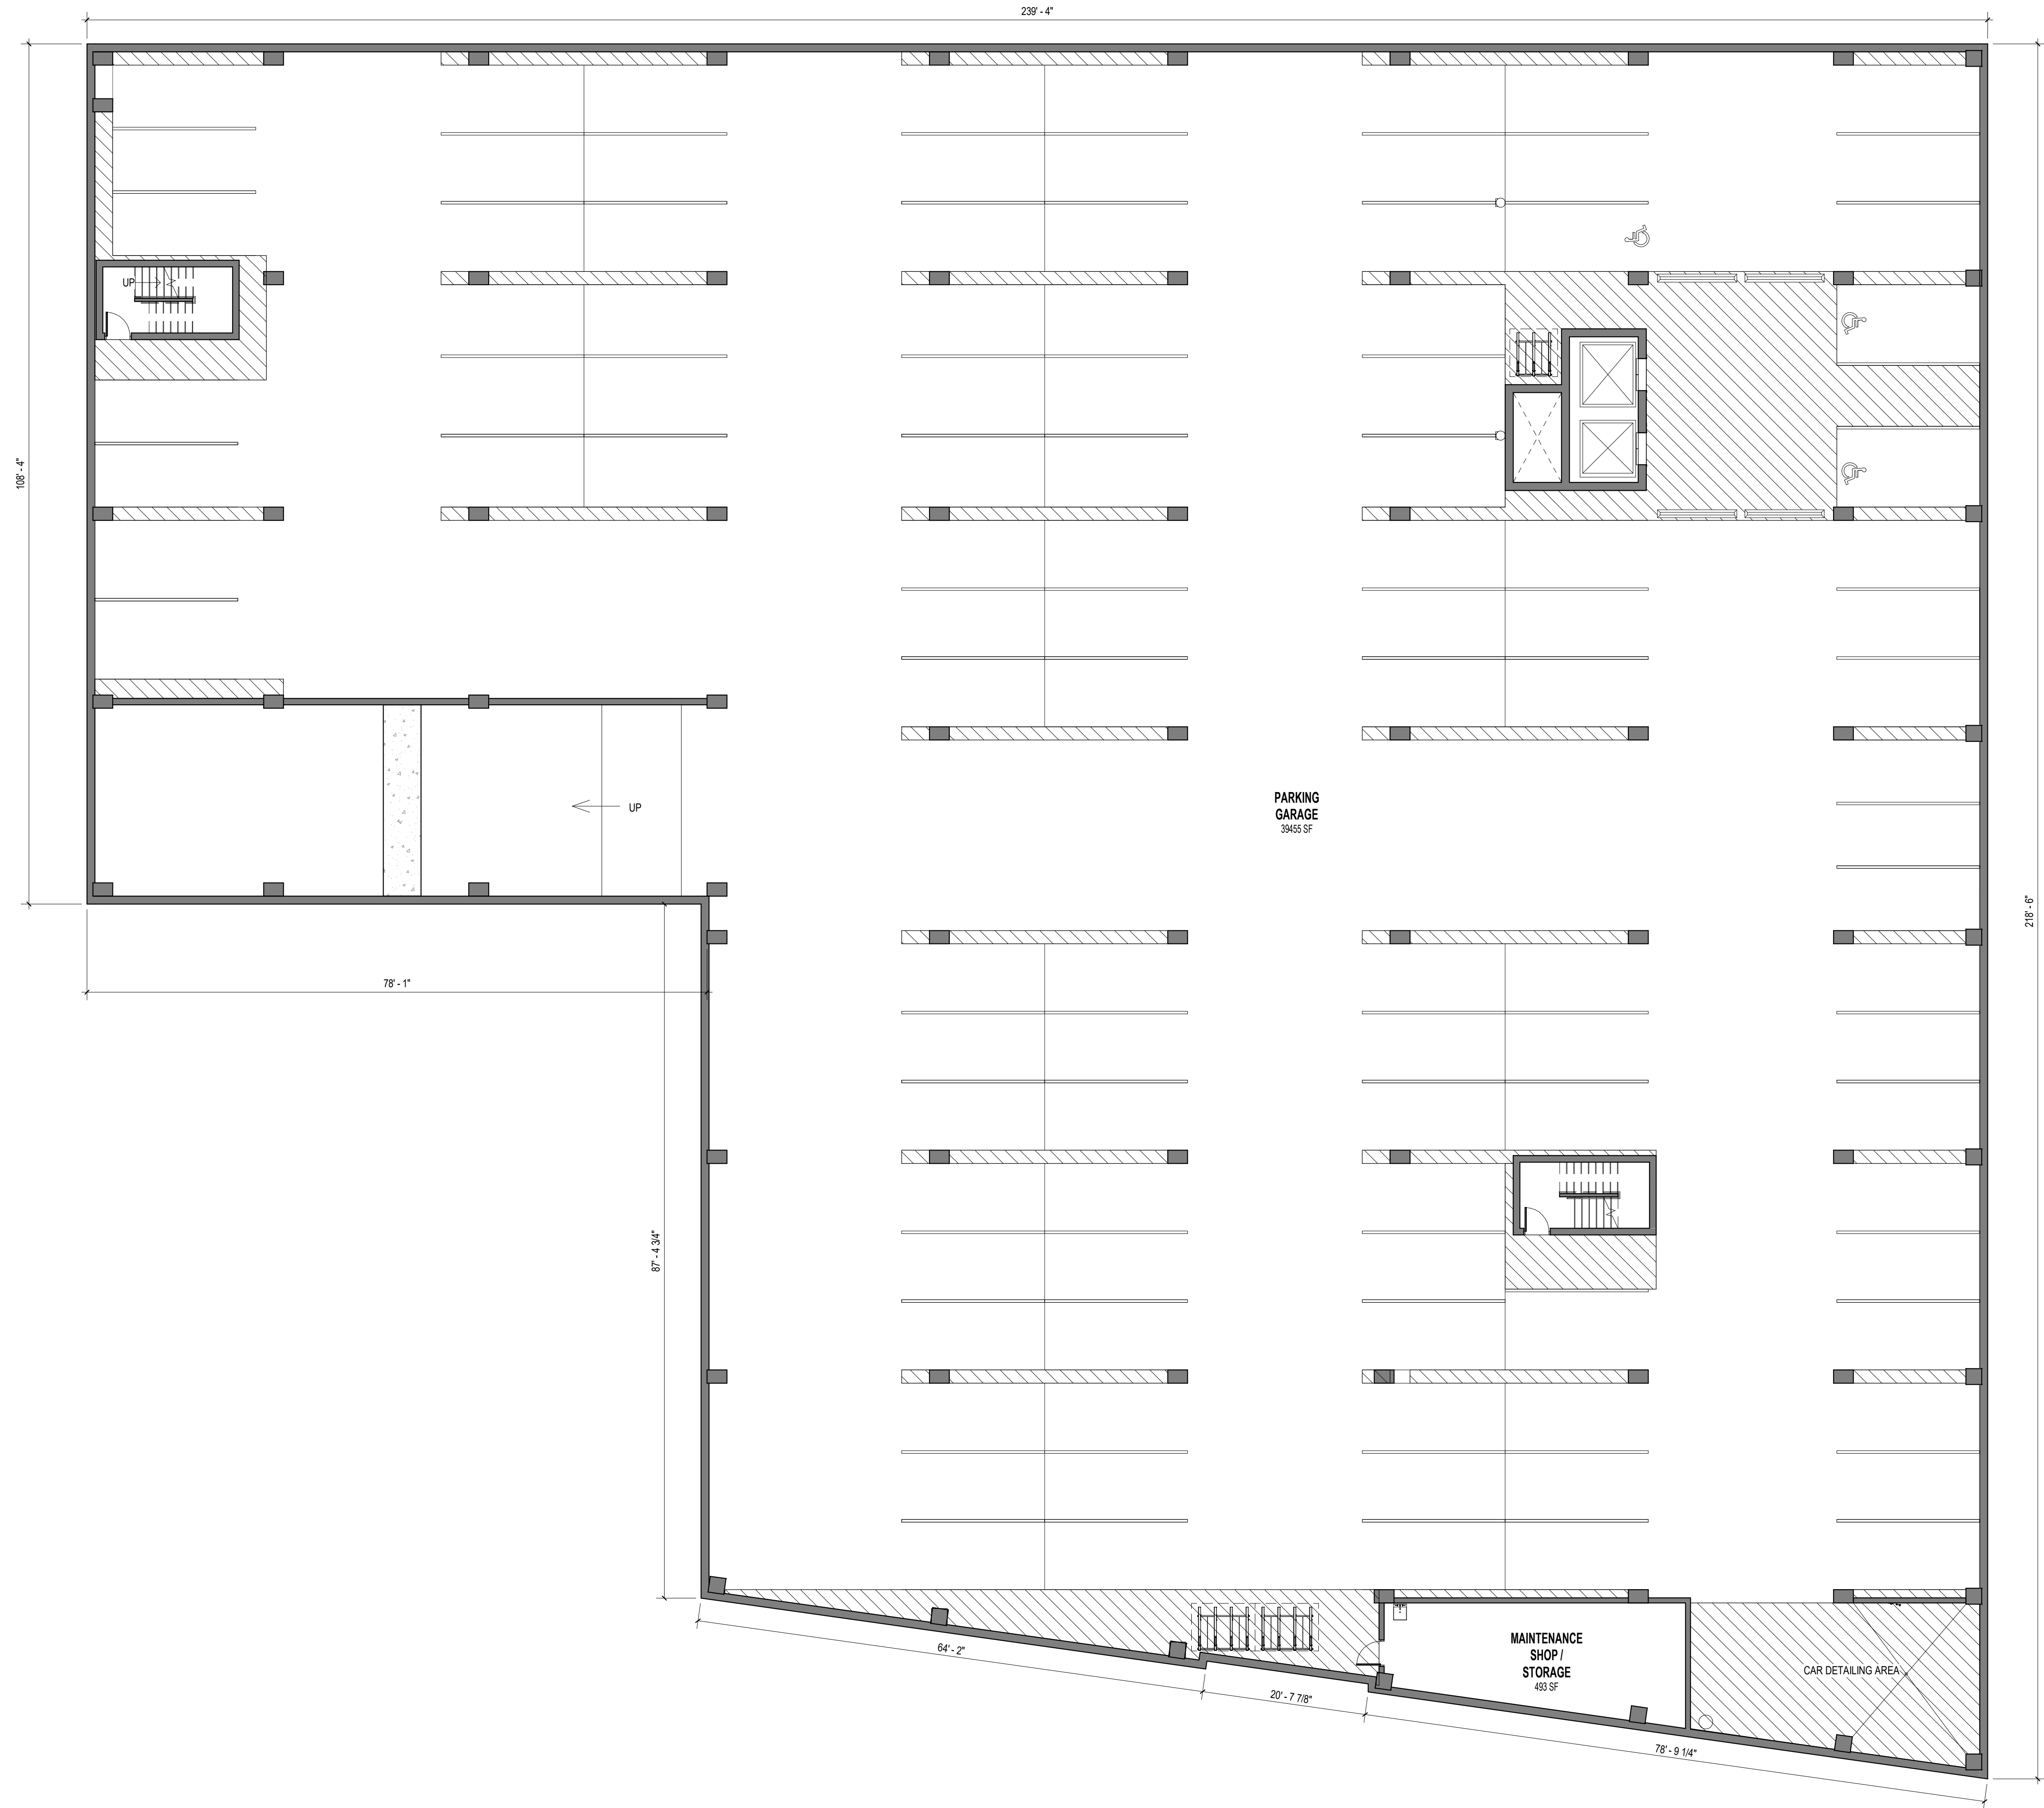 239' - 4"
UP
108' - 4"
PARKING
GARAGE
39455 SF
UP
218' - 6"
78' - 1"
87' - 4 3/4"
MAINTENANCE
SHOP /
STORAGE
493 SF
CAR DETAILING AREA
64' - 2"
20' - 7 7/8"
78' - 9 1/4"